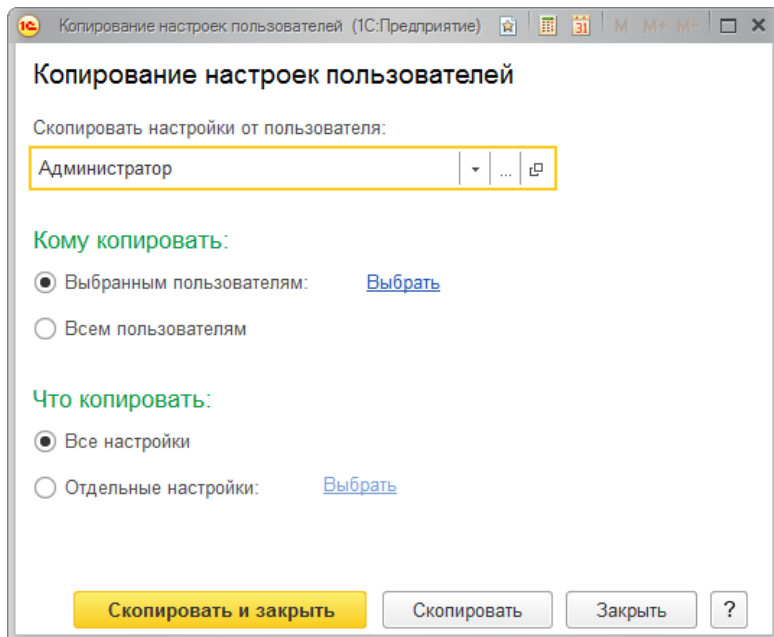 1С Копирование настроек пользователей (1С:Предприятие) 31 M M+ M-
Копирование настроек пользователей
Скопировать настройки от пользователя:
Администратор ...
Кому копировать:
Выбранным пользователям: Выбрать
Всем пользователям
Что копировать:
Все настройки
Отдельные настройки: Выбрать
Скопировать и закрыть Скопировать Закрыть ?